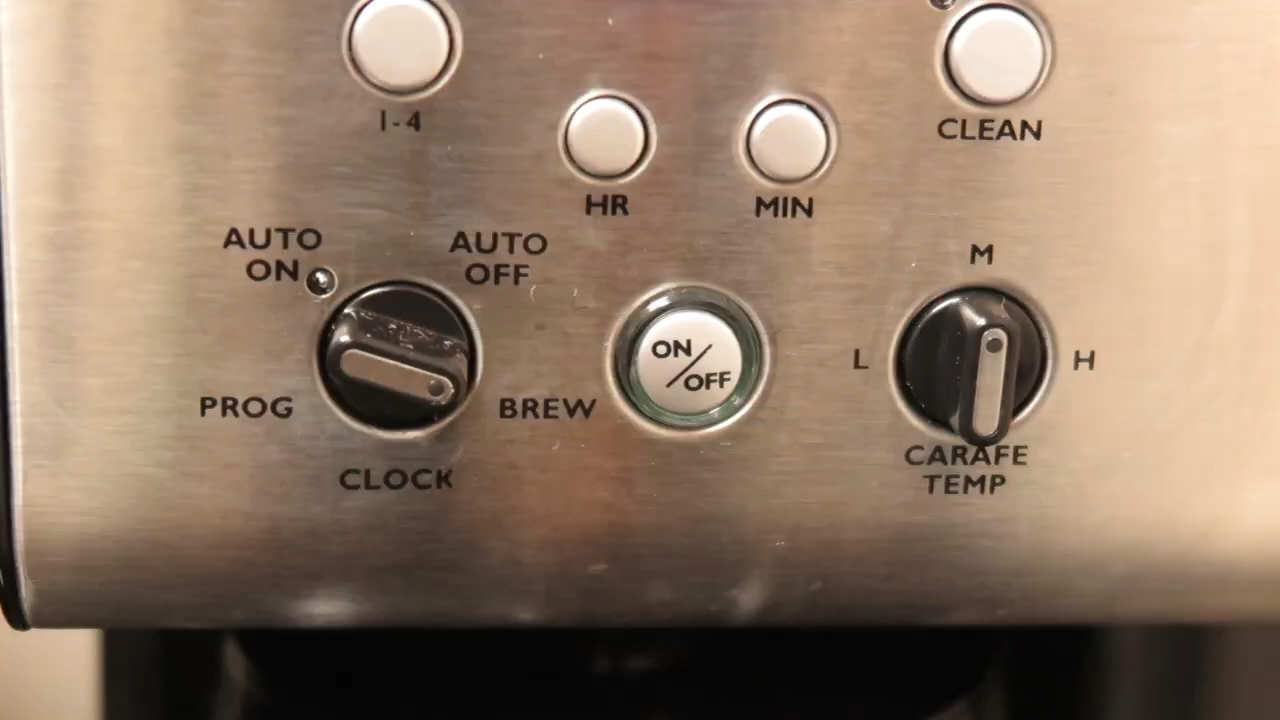 1-4
CLEAN
HR
MIN
AUTO
ON
AUTO
OFF
M
ON/OFF
L
H
PROG
BREW
CLOCK
CARAFE
TEMP